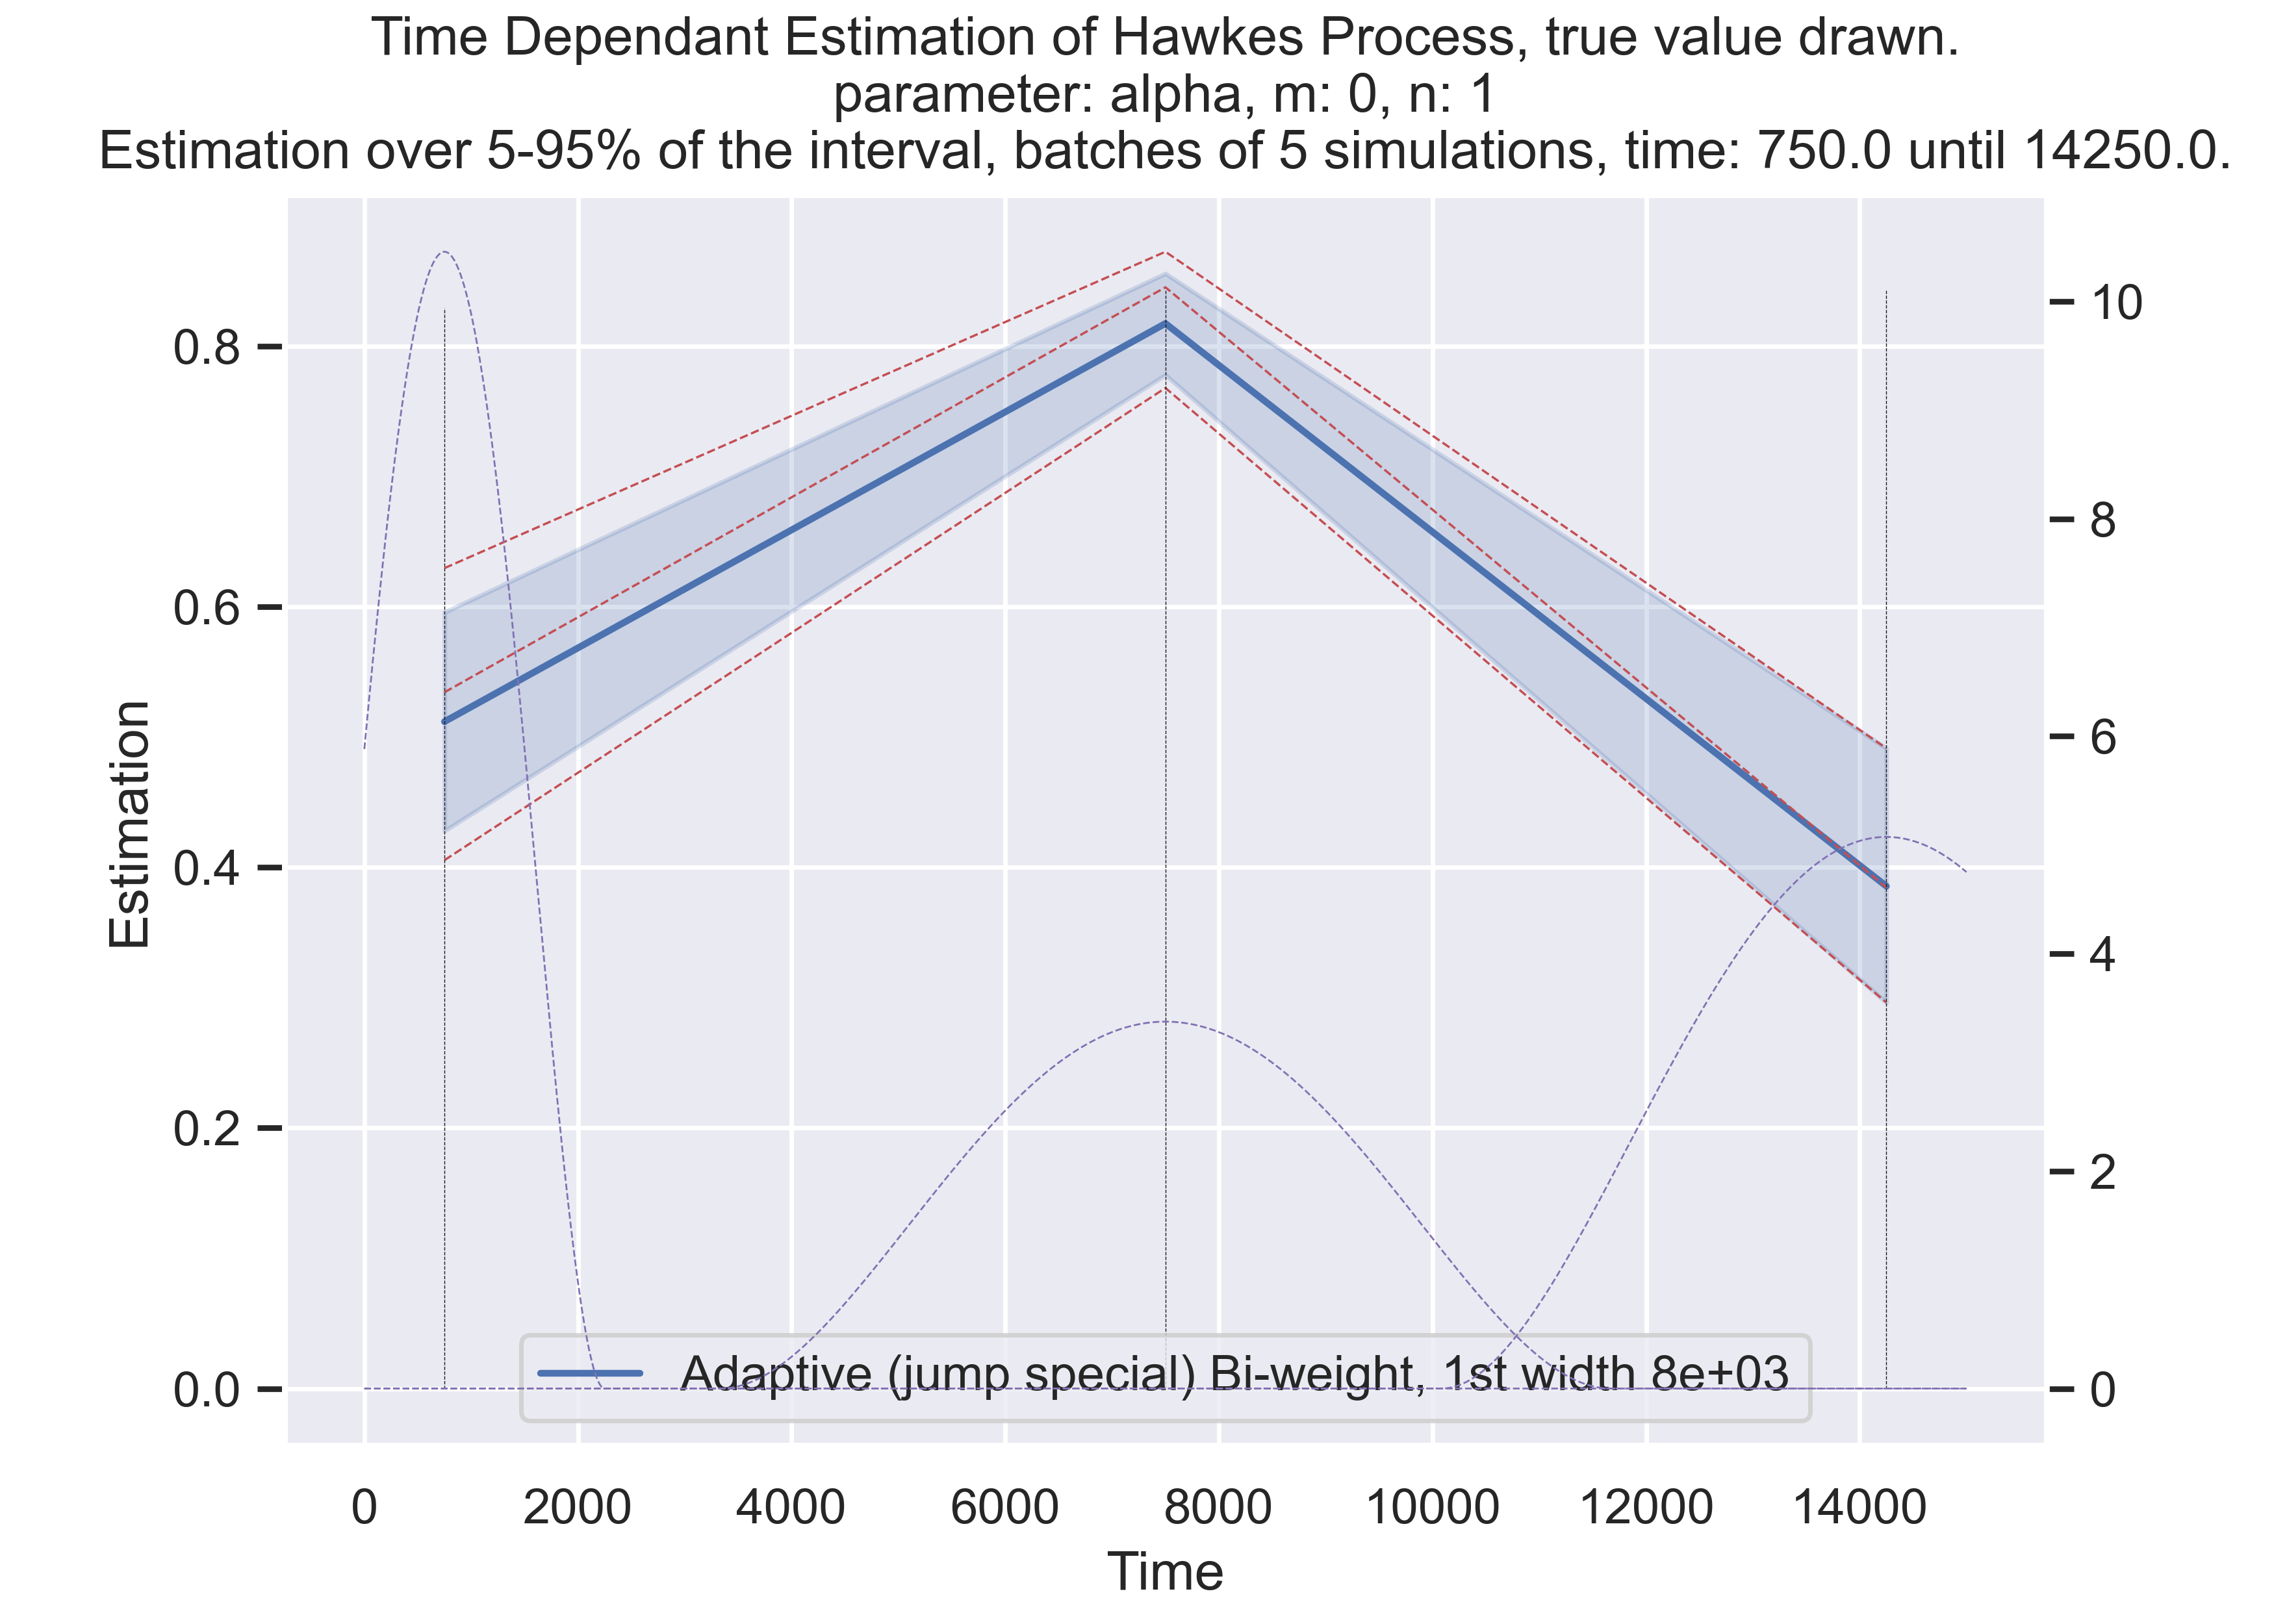 Time Dependant Estimation of Hawkes Process, true value drawn.
parameter: alpha, m: 0, n: 1
Estimation over 5-95% of the interval, batches of 5 simulations, time: 750.0 until 14250.0.
0.8
0.6
0.4
0.2
0.0
Estimation
10
8
6
4
2
0
Adaptive (jump special) Bi-weight, 1st width 8e+03
0 2000 4000 6000 8000 10000 12000 14000
Time